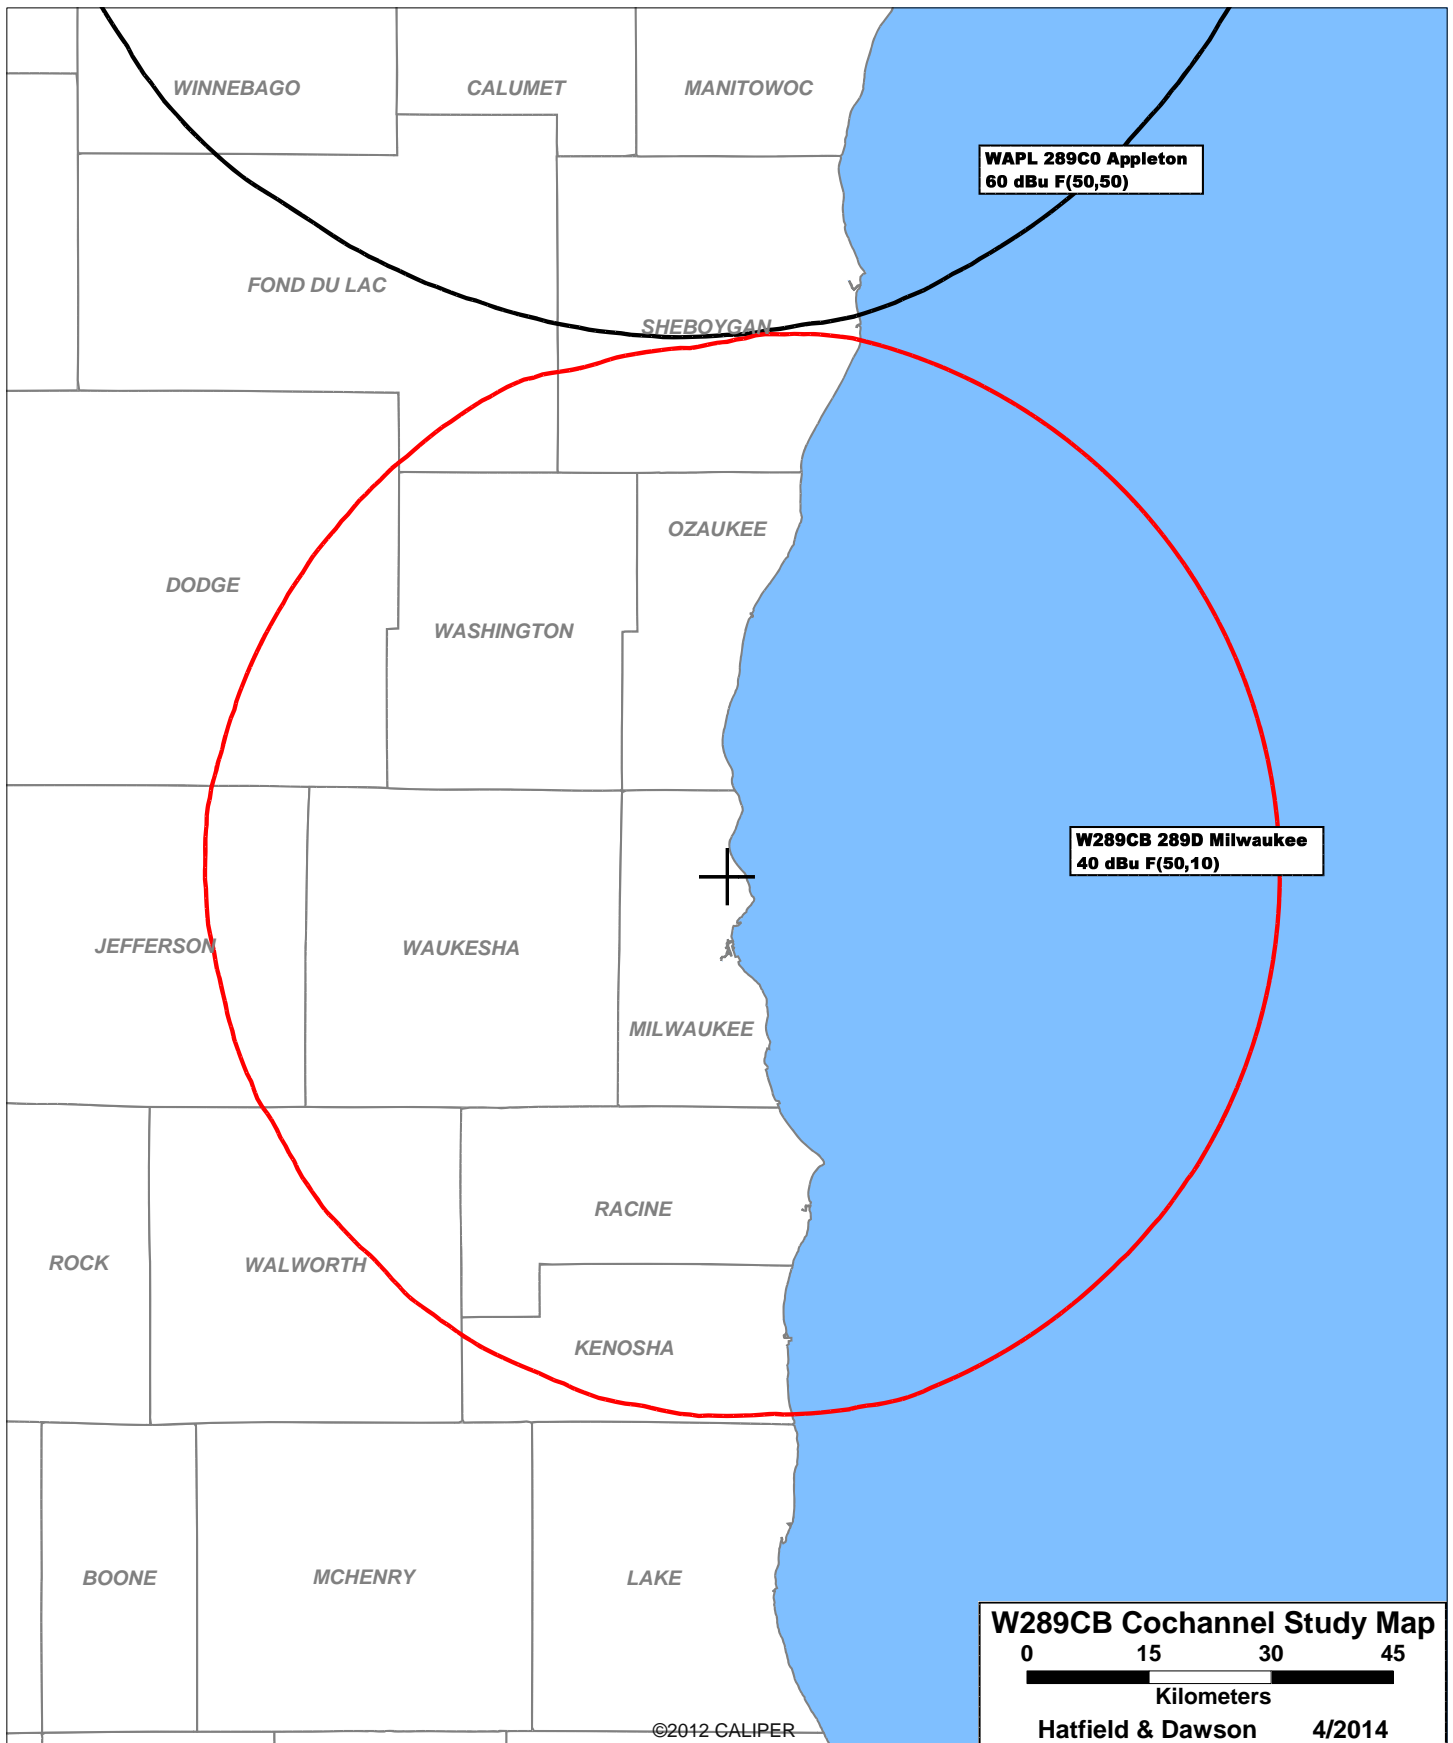 WINNEBAGO
CALUMET
MANITOWOC
WAPL 289C0 Appleton
60 dBu F(50,50)
FOND DU LAC
SHEBOYGAN
OZAUKEE
DODGE
WASHINGTON
W289CB 289D Milwaukee
40 dBu F(50,10)
JEFFERSON
WAUKESHA
MILWAUKEE
RACINE
ROCK
WALWORTH
KENOSHA
BOONE
MCHENRY
LAKE
W289CB Cochannel Study Map
0 15 30 45
Kilometers
Hatfield & Dawson 4/2014
©2012 CALIPER